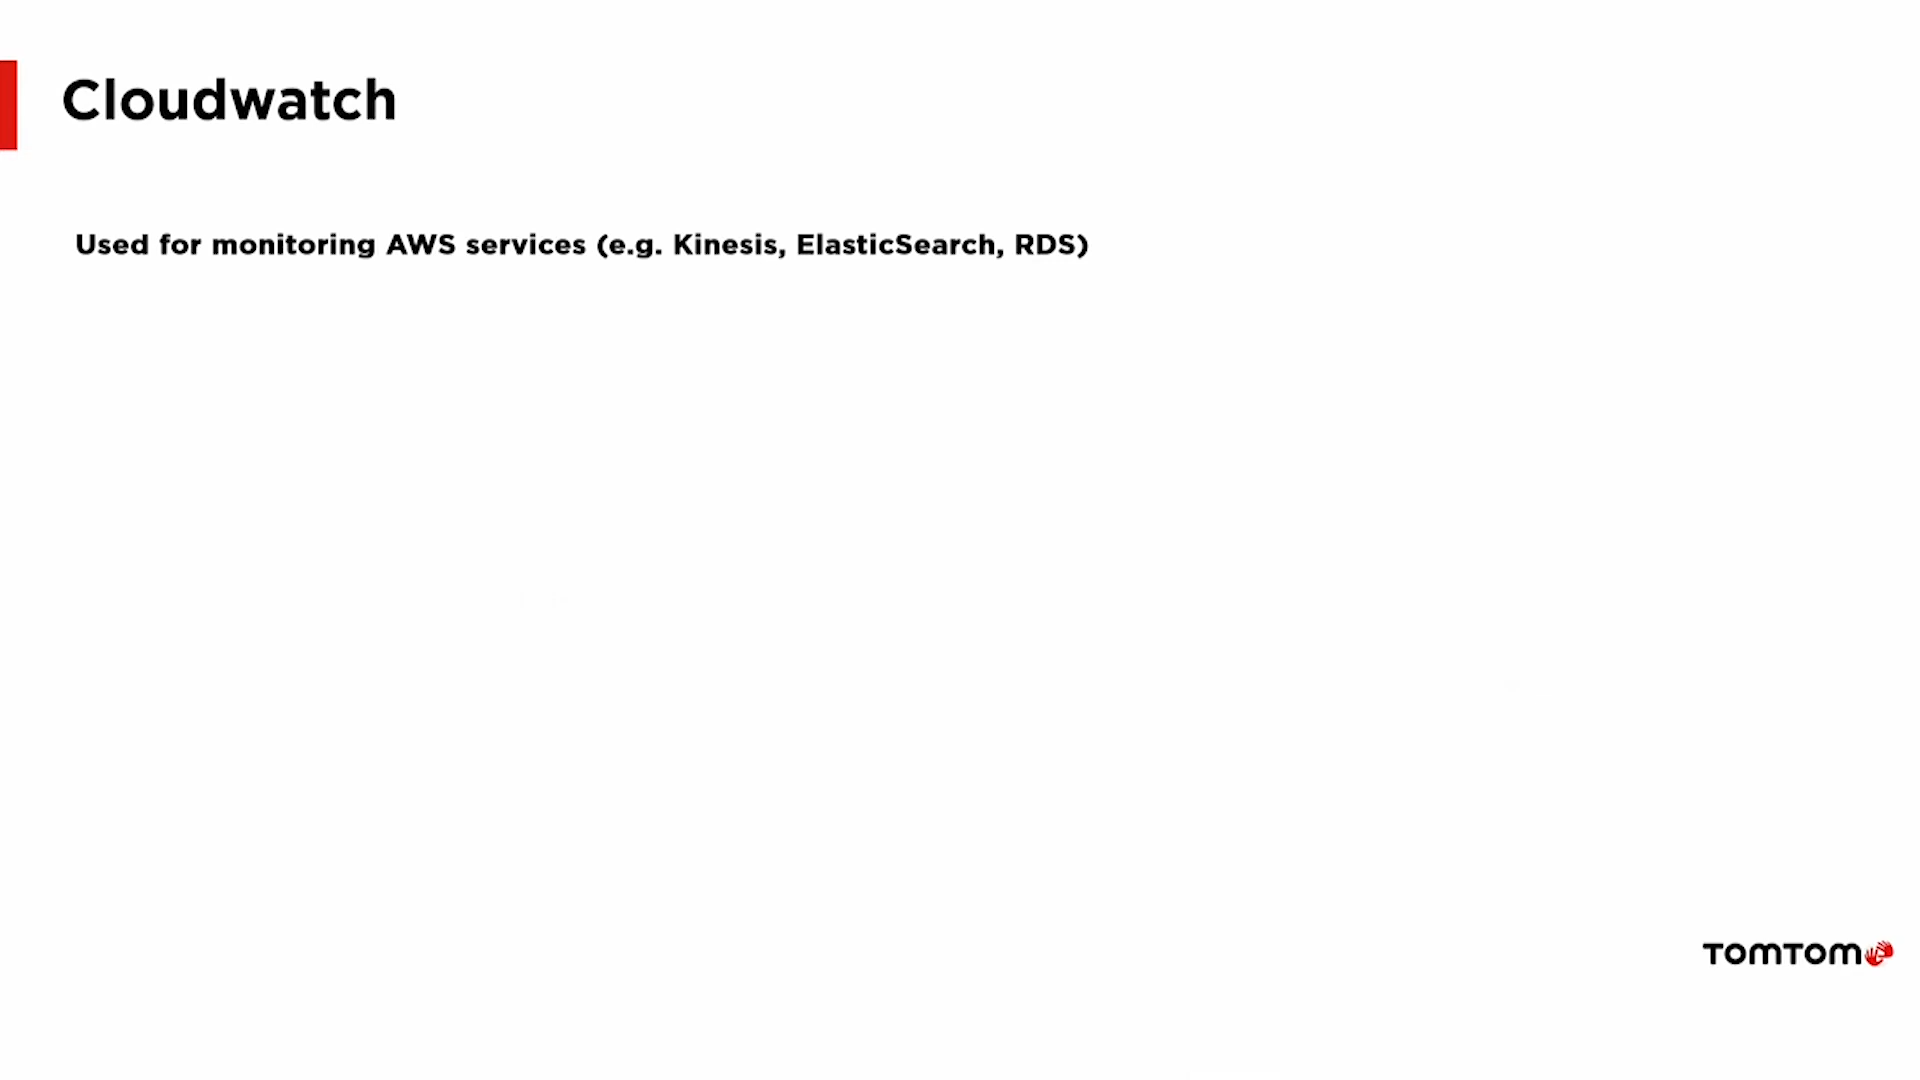 Cloudwatch
Used for monitoring AWS services (e.g. Kinesis, ElasticSearch, RDS)
TOMTOM